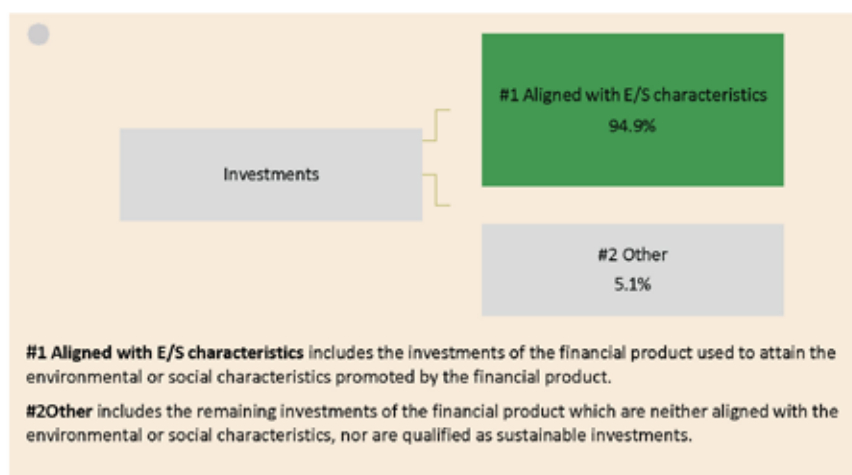 #1 Aligned with E/S characteristics
94.9%
Investments
#2 Other
5.1%
#1 Aligned with E/S characteristics includes the investments of the financial product used to attain the
environmental or social characteristics promoted by the financial product.
#2Other includes the remaining investments of the financial product which are neither aligned with the
environmental or social characteristics, nor are qualified as sustainable investments.